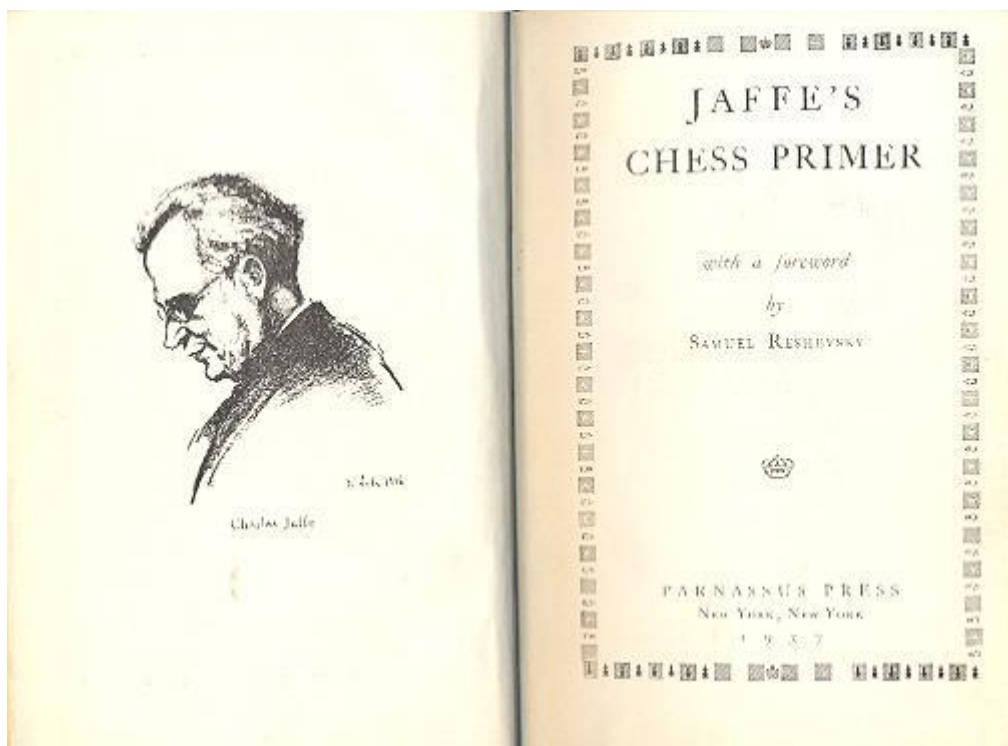 Charles Jaffe
JAFFE'S
CHESS PRIMER
with a foreword
by
SAMUEL RESHEVSKY
PARNASSUS PRESS
NEW YORK, NEW YORK
1937